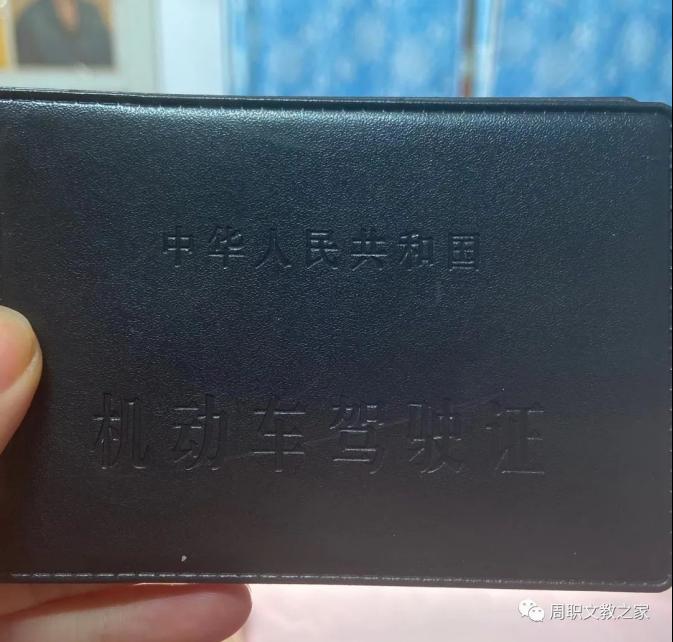 中华人民共和国
机动车驾驶证
周职文教之家